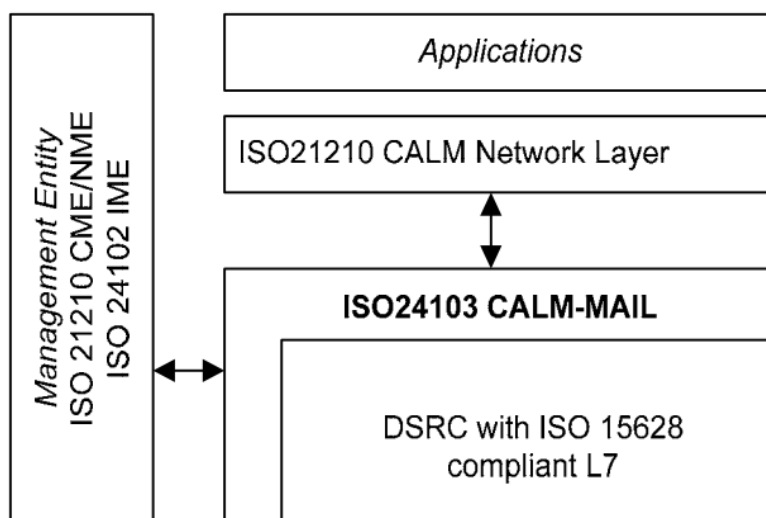 Management Entity
ISO 21210 CME/NME
ISO 24102 IME
Applications
ISO21210 CALM Network Layer
ISO24103 CALM-MAIL
DSRC with ISO 15628
compliant L7